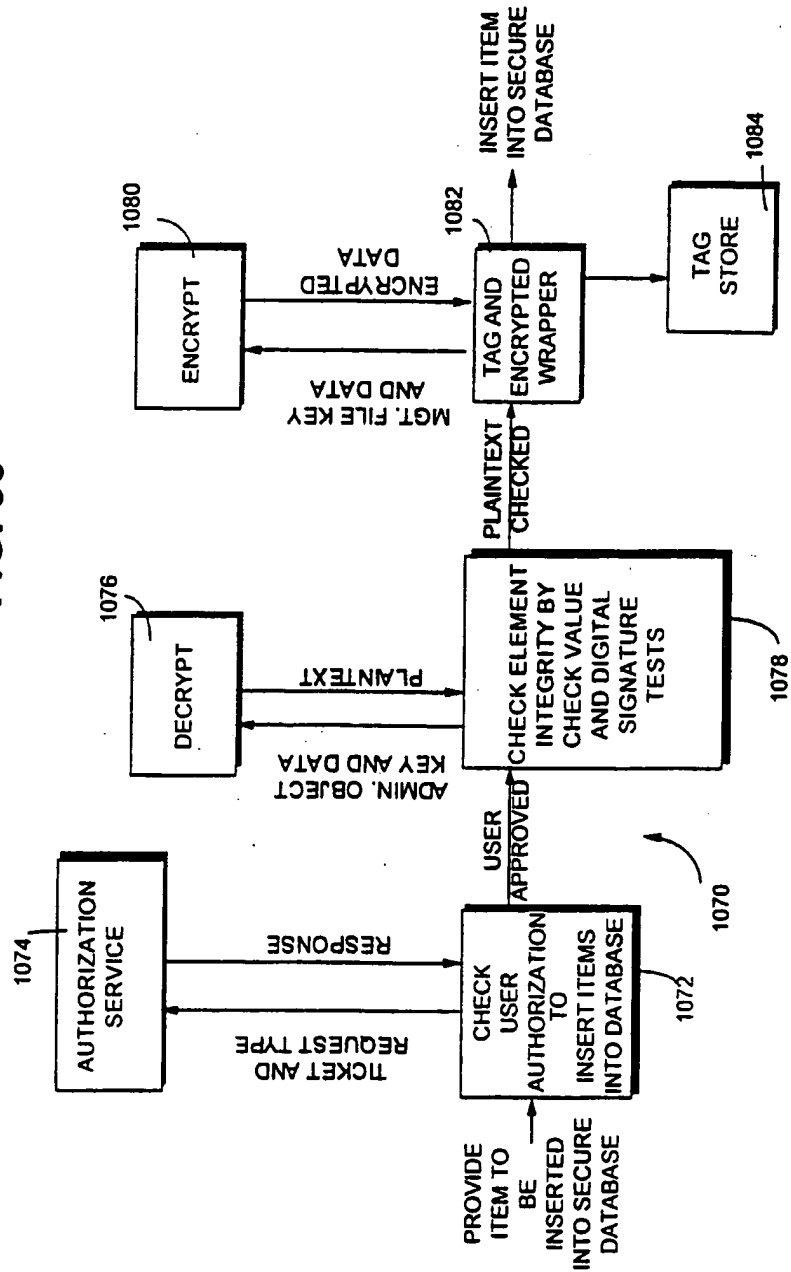 1074
AUTHORIZATION
SERVICE
TICKET AND
REQUEST TYPE
RESPONSE
PROVIDE
ITEM TO
BE
INSERTED
INTO SECURE
DATABASE
CHECK
USER
AUTHORIZATION
TO
INSERT ITEMS
INTO DATABASE
1072
1070
USER
APPROVED
1076
DECRYPT
ADMIN. OBJECT
KEY AND DATA
PLAINTEXT
CHECK ELEMENT
INTEGRITY BY
CHECK VALUE
AND DIGITAL
SIGNATURE
TESTS
1078
PLAINTEXT
CHECKED
1080
ENCRYPT
MGT. FILE KEY
AND DATA
ENCRYPTED
DATA
1082
TAG AND
ENCRYPTED
WRAPPER
INSERT ITEM
INTO SECURE
DATABASE
TAG
STORE
1084